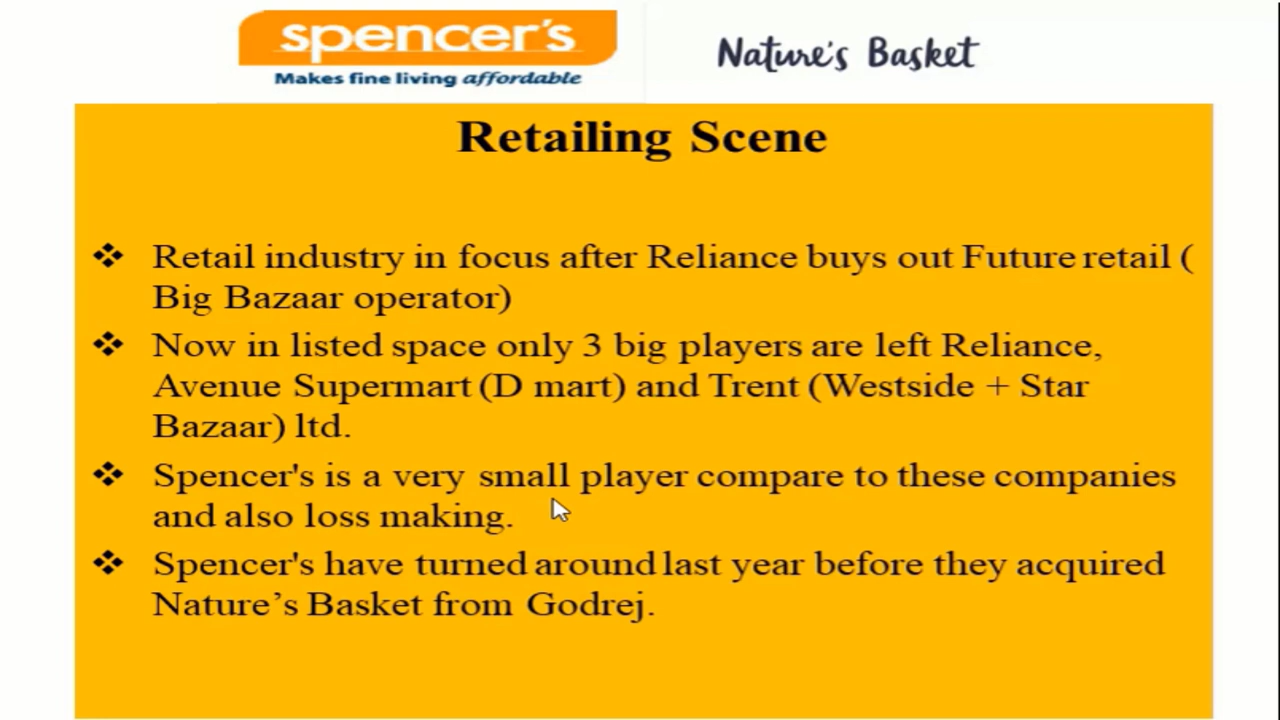 spencer's
Makes fine living affordable
Nature's Basket
Retailing Scene
❖ Retail industry in focus after Reliance buys out Future retail (
Big Bazaar operator)
❖ Now in listed space only 3 big players are left Reliance,
Avenue Supermart (D mart) and Trent (Westside + Star
Bazaar) ltd.
❖ Spencer's is a very small player compare to these companies
and also loss making.
❖ Spencer's have turned around last year before they acquired
Nature’s Basket from Godrej.